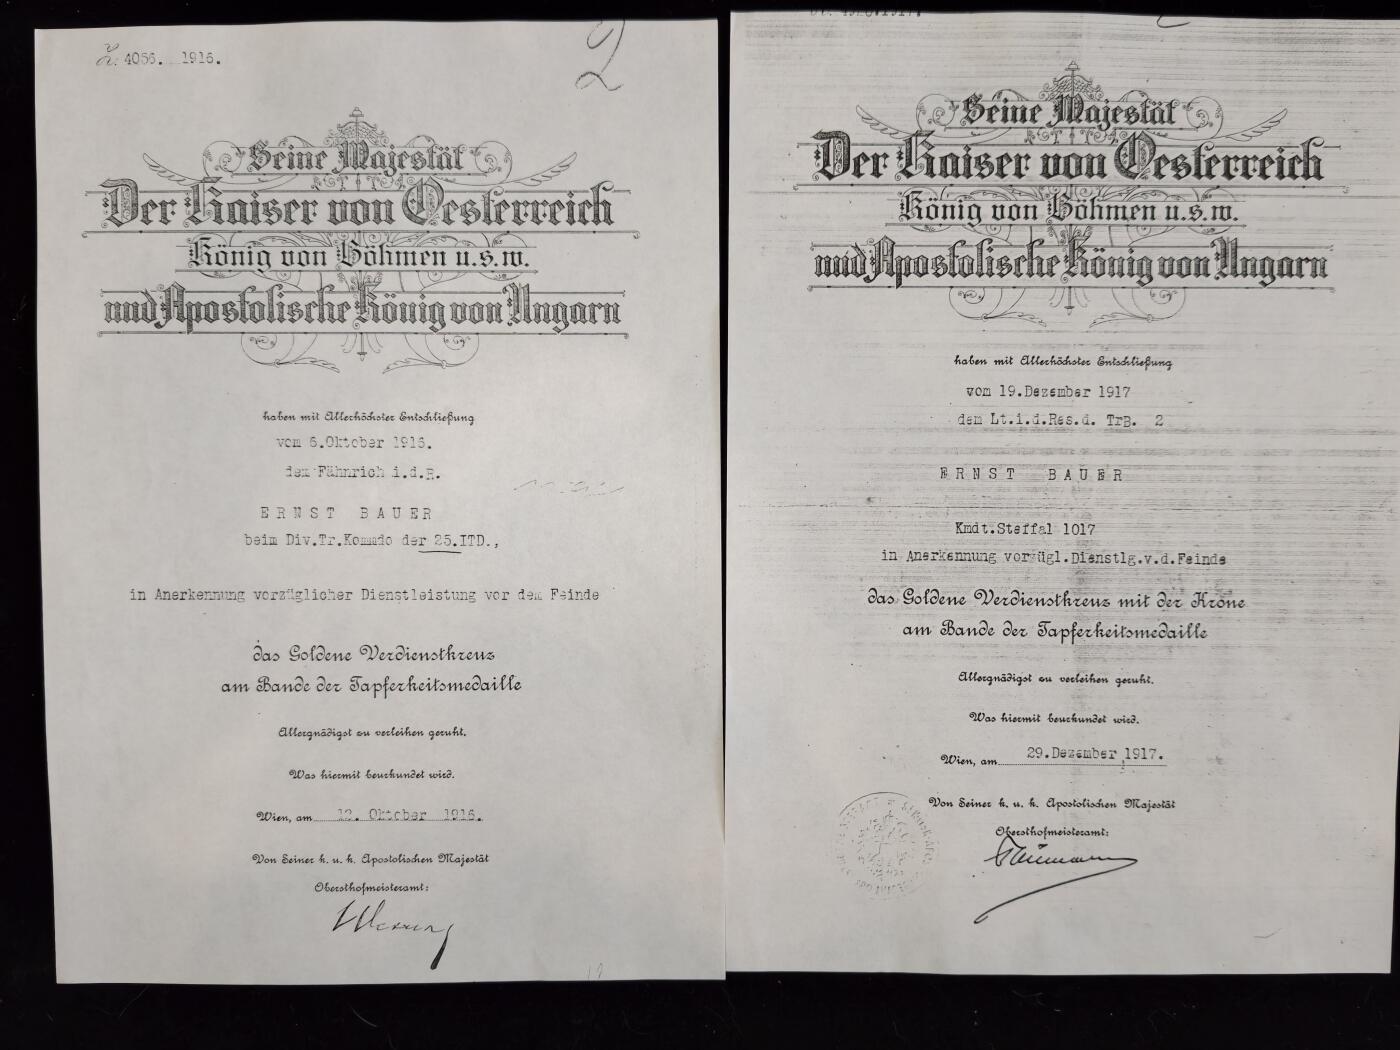 Z. 4056. 1916.
2
Seine Majestät
Der Kaiser von Oesterreich
König von Böhmen u.s.w.
und Apostolische König von Ungarn
haben mit Allerhöchster Entschließung
vom 6.Oktober 1916.
dem Fähnrich i.d.R.
ERNST BAUER
beim Div.Tr.Kommdo der 25.ITD.,
in Anerkennung vorzüglicher Dienstleistung vor dem Feinde
das Goldene Verdienstkreuz
am Bande der Tapferkeitsmedaille
Allergnädigst zu verleihen geruht.
Was hiermit beurkundet wird.
Wien, am 12. Oktober 1916.
Von Seiner k. u. k. Apostolischen Majestät
Obersthofmeisteramt:
Seine Majestät
Der Kaiser von Oesterreich
König von Böhmen u.s.w.
und Apostolische König von Ungarn
haben mit Allerhöchster Entschließung
vom 19.Dezember 1917
dem Lt.i.d.Res.d. TrB. 2
ERNST BAUER
Kmdt.Steffal 1017
in Anerkennung vorzügl.Dienstlg.v.d.Feinde
das Goldene Verdienstkreuz mit der Krone
am Bande der Tapferkeitsmedaille
Allergnädigst zu verleihen geruht.
Was hiermit beurkundet wird.
Wien, am 29.Dezember 1917.
Von Seiner k. u. k. Apostolischen Majestät
Obersthofmeisteramt: